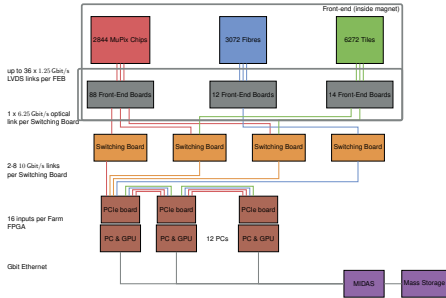 Front-end (inside magnet)
2844 MuPix Chips
3072 Fibres
6272 Tiles
up to 36 x 1.25 Gbit/s
LVDS links per FEB
88 Front-End Boards
12 Front-End Boards
14 Front-End Boards
1 x 6.25 Gbit/s optical
link per Switching Board
Switching Board
Switching Board
Switching Board
Switching Board
2-8 10 Gbit/s links
per Switching Board
PCIe board
PCIe board
PCIe board
16 inputs per Farm
FPGA
PC & GPU
PC & GPU
12 PCs
PC & GPU
Gbit Ethernet
MIDAS
Mass Storage